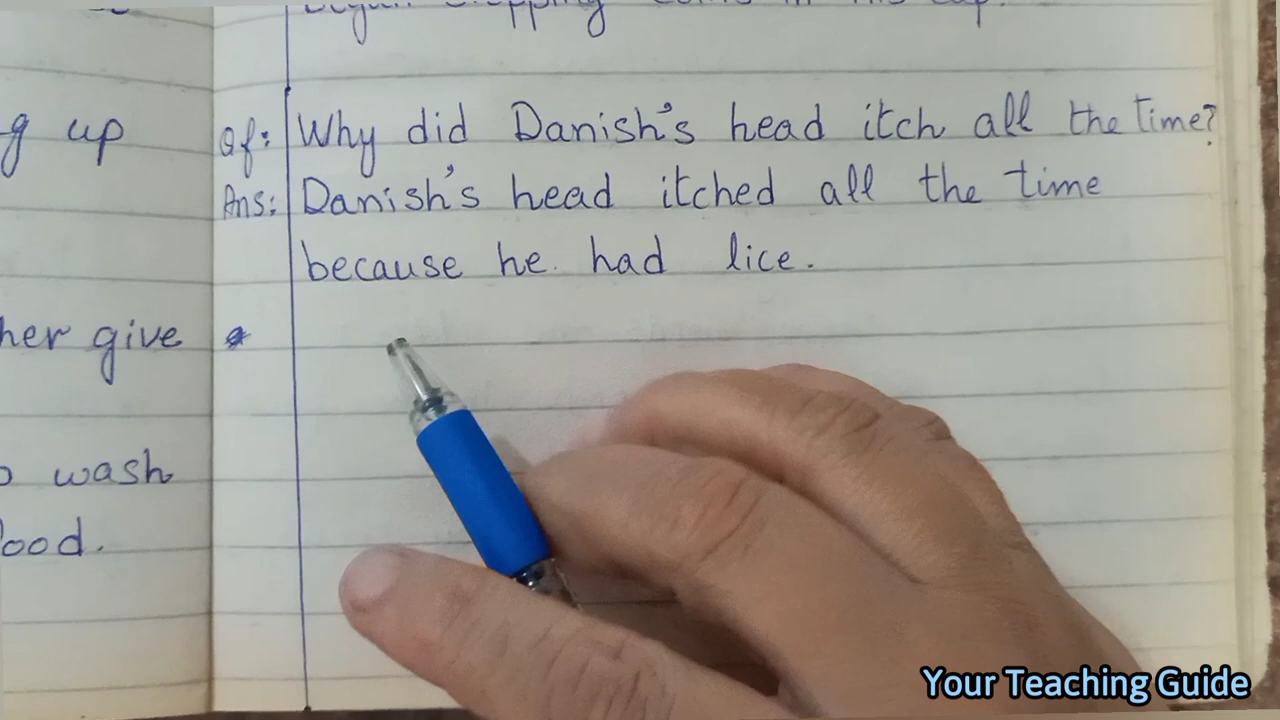 up
her give
wash
Qf: Why did Danish's head itch all the time?
Ans: Danish's head itched all the time
because he had lice.
Your Teaching Guide